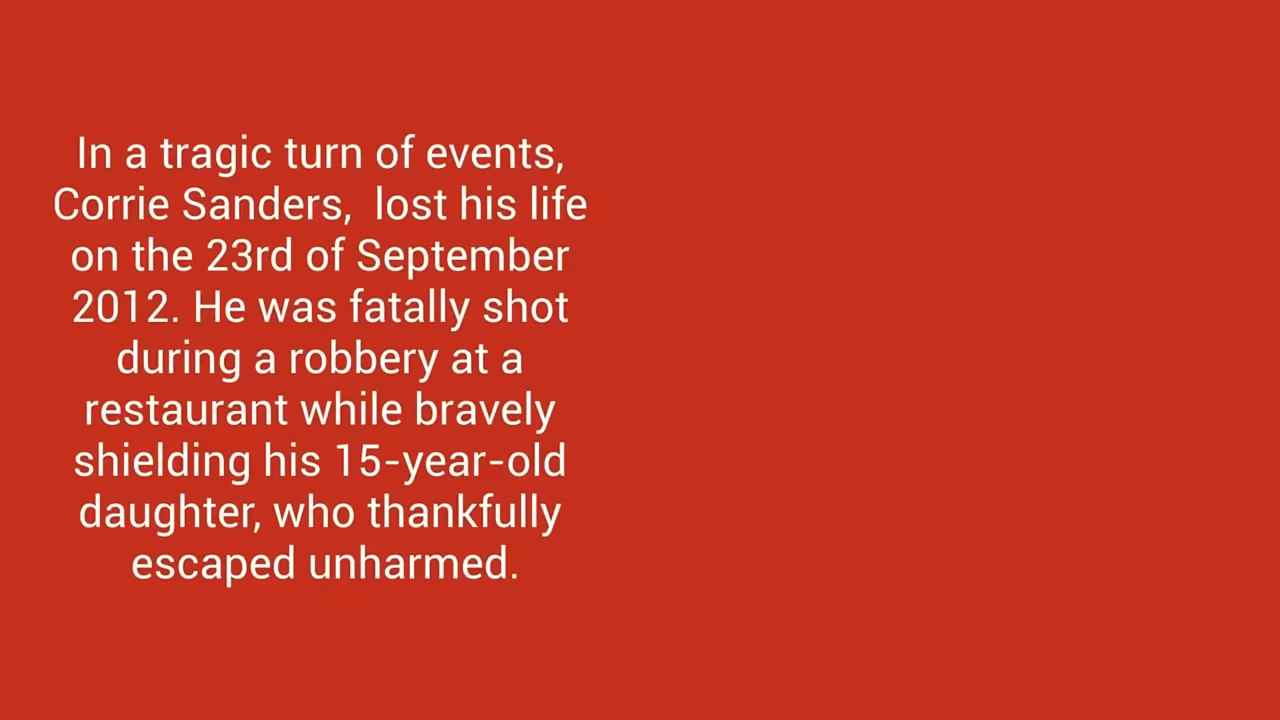 In a tragic turn of events,
Corrie Sanders,  lost his life
on the 23rd of September
2012. He was fatally shot
during a robbery at a
restaurant while bravely
shielding his 15-year-old
daughter, who thankfully
escaped unharmed.